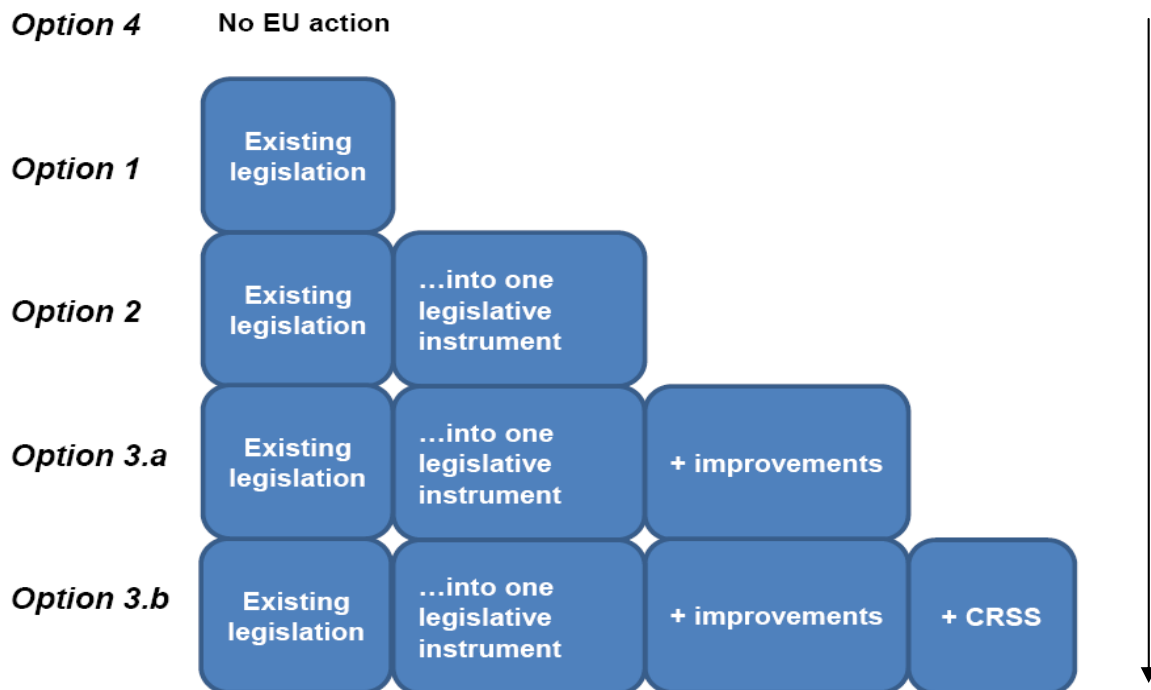 Option 4 No EU action
Option 1
Existing
legislation
Option 2
Existing
legislation
…into one
legislative
instrument
Option 3.a
Existing
legislation
…into one
legislative
instrument
+ improvements
Option 3.b
Existing
legislation
…into one
legislative
instrument
+ improvements
+ CRSS